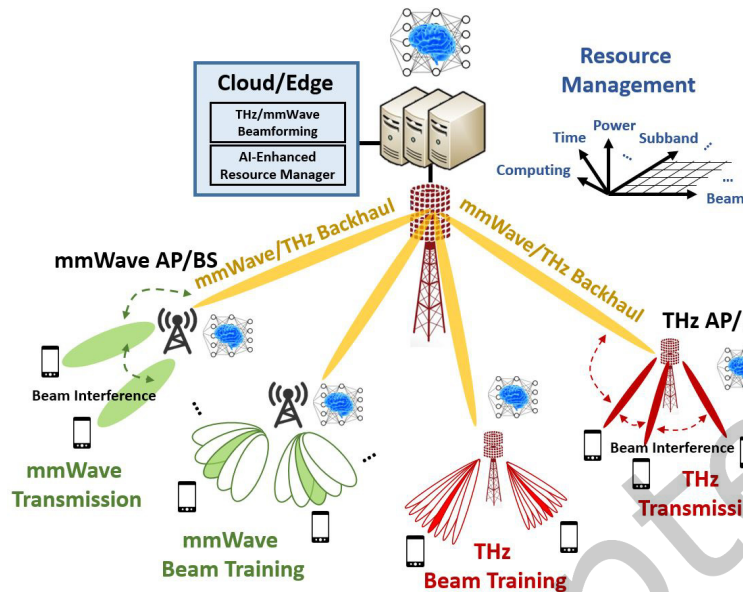 Cloud/Edge
THz/mmWave
Beamforming
AI-Enhanced
Resource Manager
Resource
Management
Power
Time
Subband
Computing
Beam
...
...
...
mmWave/THz Backhaul
mmWave/THz Backhaul
mmWave AP/BS
THz AP/
Beam Interference
mmWave
Transmission
...
...
mmWave
Beam Training
THz
Beam Training
Beam Interference
THz
Transmissi